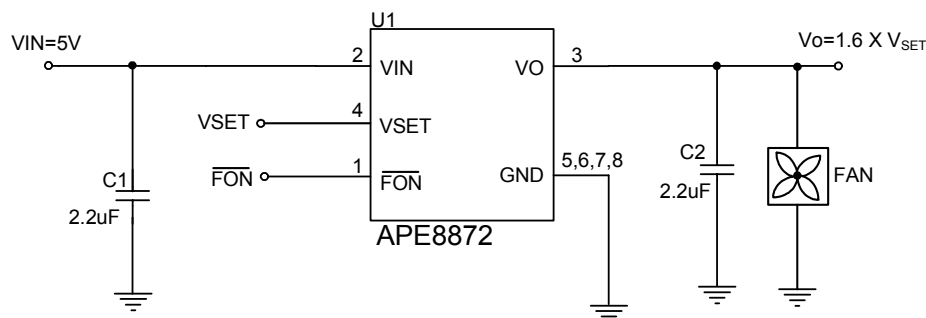 U1
VIN=5V
Vo=1.6 X VSET
2
VIN
VO
3
VSET
4
VSET
FON
1
FON
GND
5,6,7,8
C1
2.2uF
C2
2.2uF
FAN
APE8872